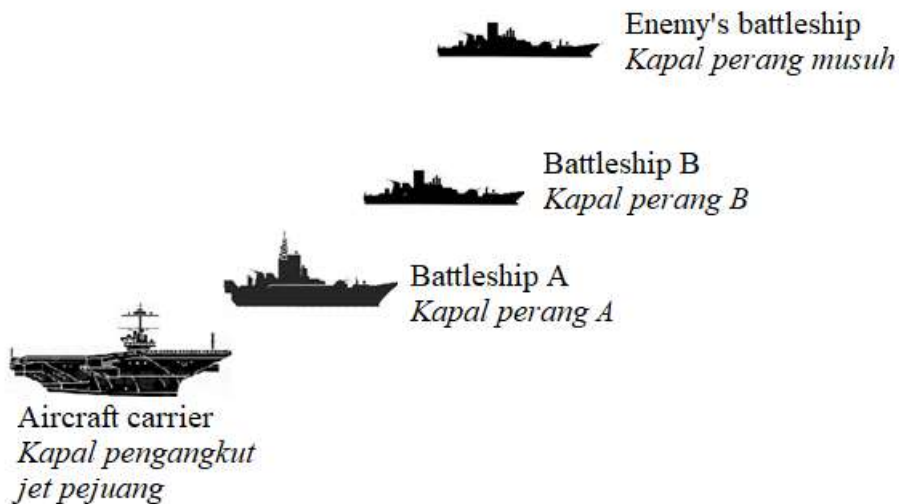 Enemy's battleship
Kapal perang musuh
Battleship B
Kapal perang B
Battleship A
Kapal perang A
Aircraft carrier
Kapal pengangkut
jet pejuang